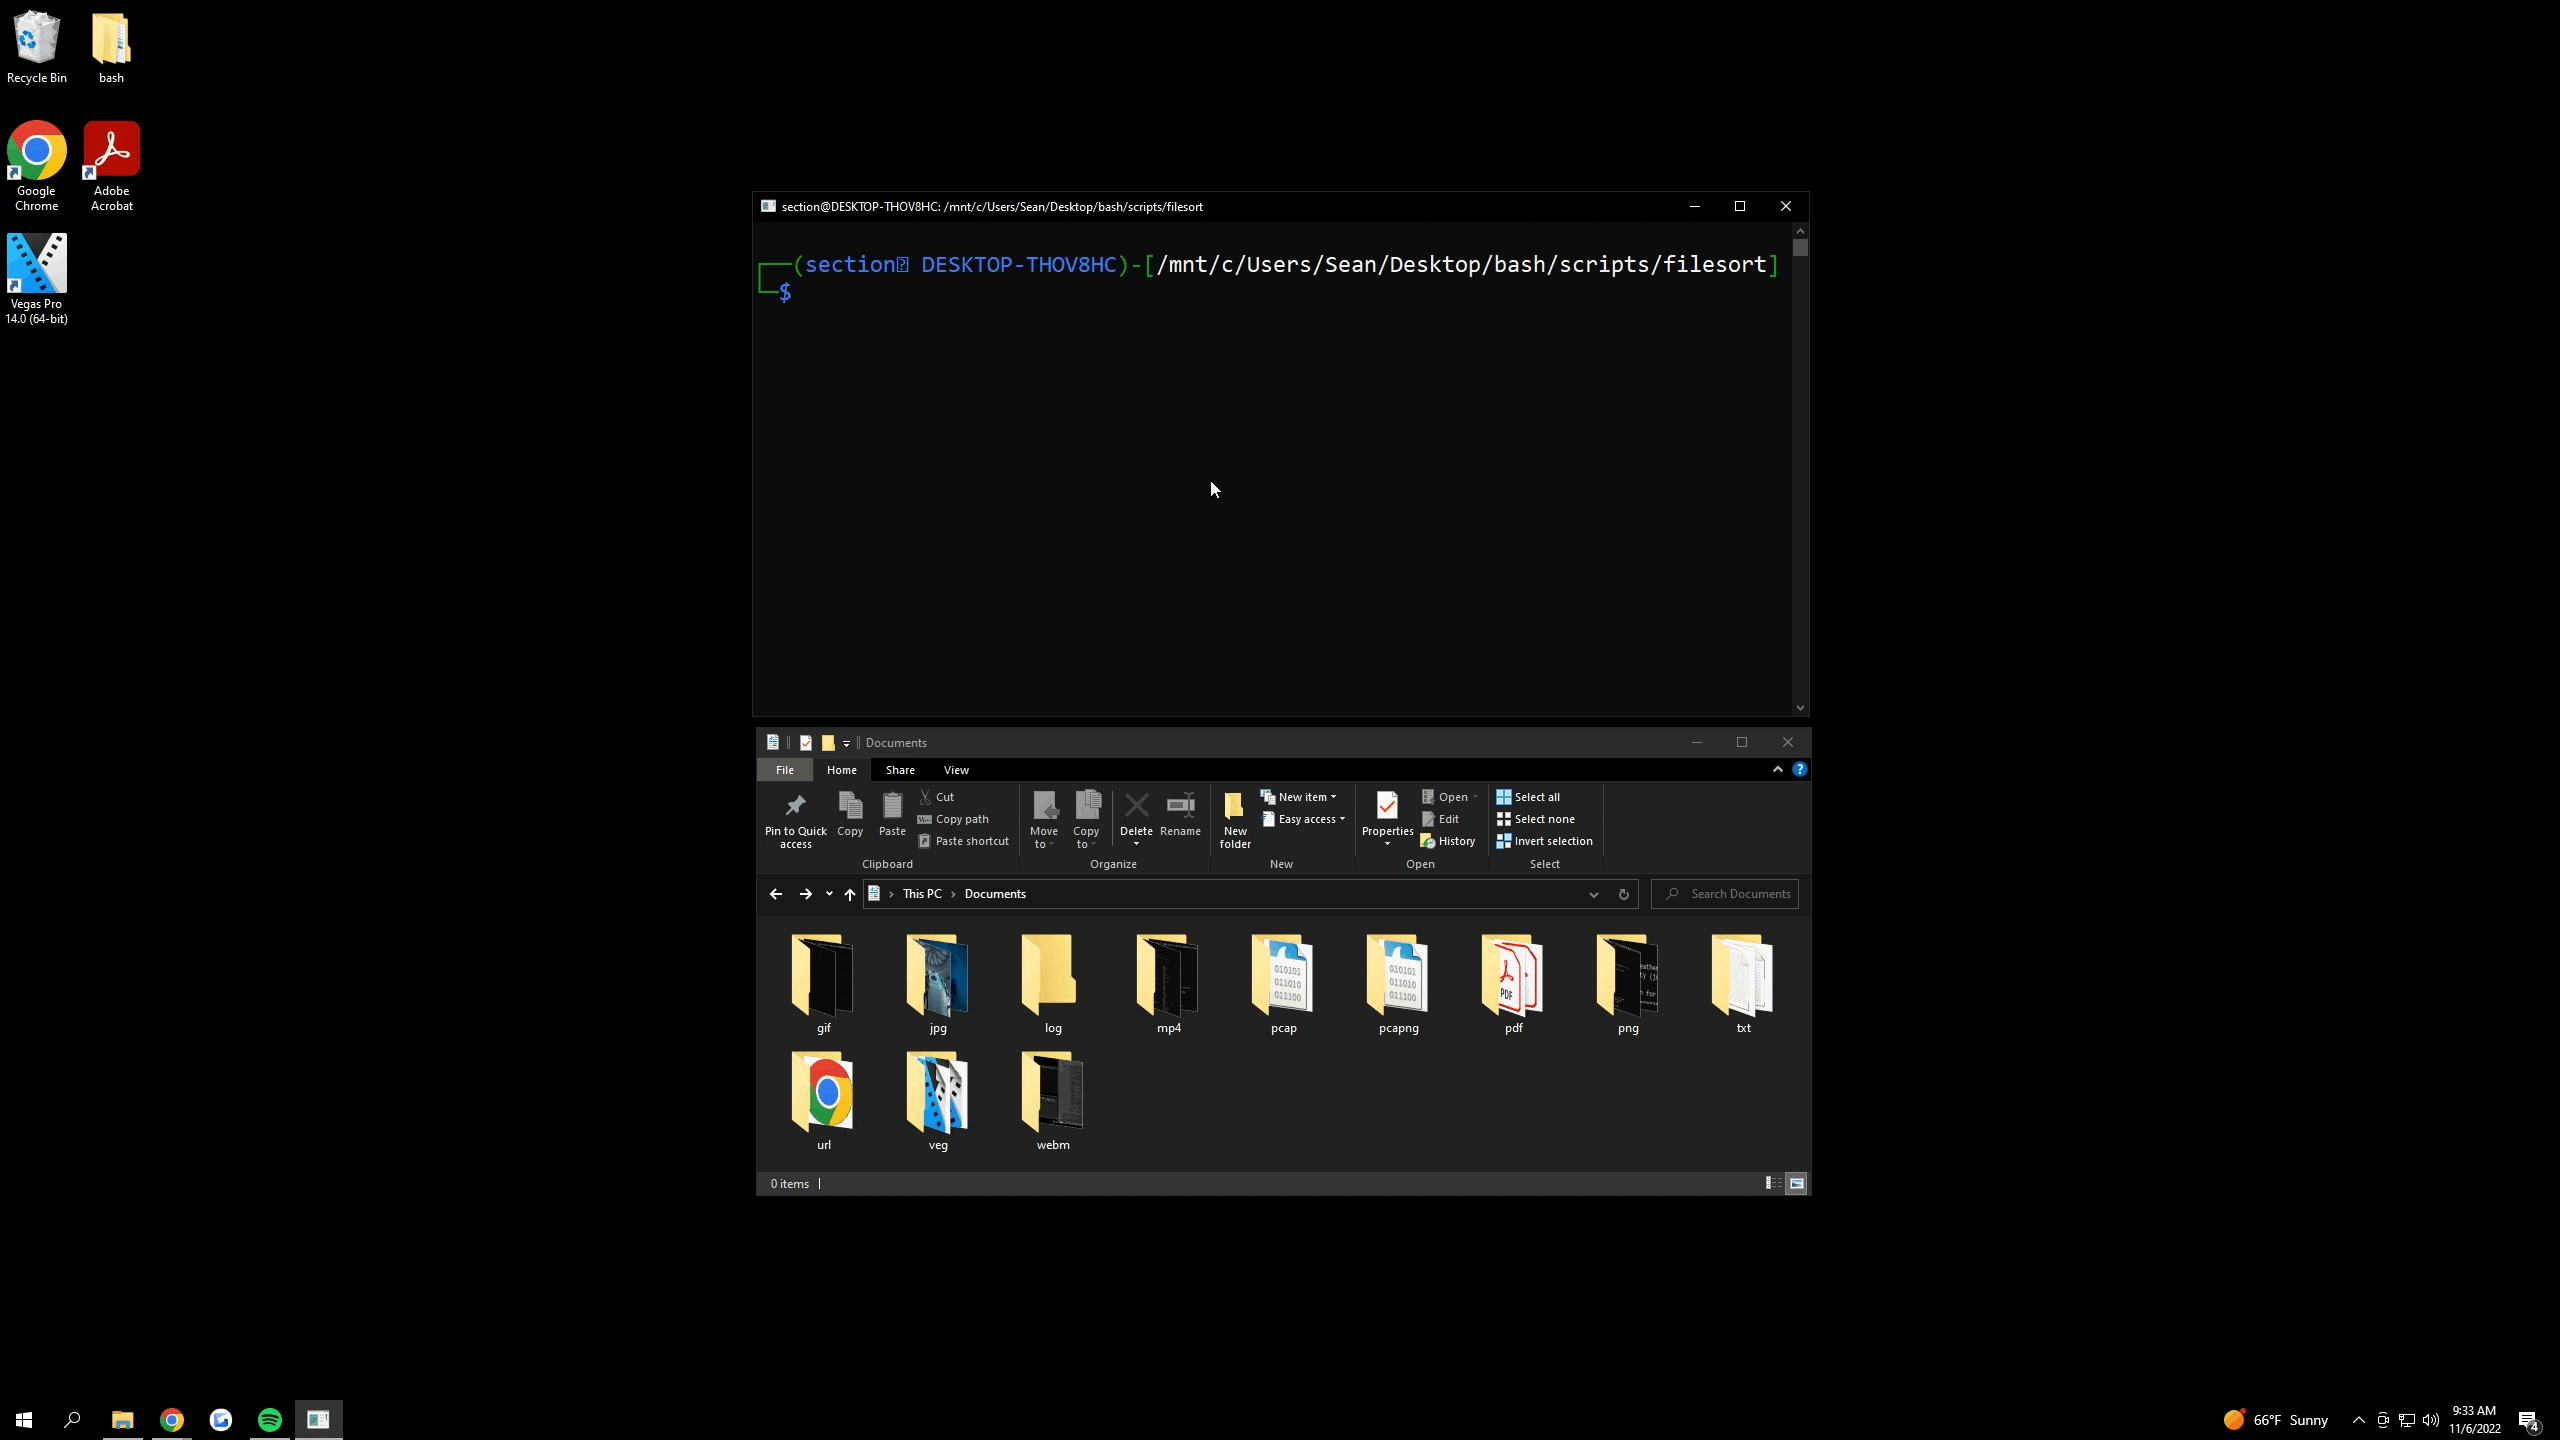 Recycle Bin
bash
Google
Chrome
Adobe
Acrobat
Vegas Pro
14.0 (64-bit)
section@DESKTOP-THOV8HC: /mnt/c/Users/Sean/Desktop/bash/scripts/filesort
(section DESKTOP-THOV8HC)-[/mnt/c/Users/Sean/Desktop/bash/scripts/filesort]
$
Documents
File Home Share View
Pin to Quick
access
Copy
Paste
Cut
Copy path
Paste shortcut
Clipboard
Move
to
Copy
to
Delete
Rename
Organize
New
folder
New item
Easy access
New
Properties
Open
Edit
History
Open
Select all
Select none
Invert selection
Select
This PC > Documents
Search Documents
gif jpg log mp4 pcap pcapng pdf png txt
url veg webm
0 items
66°F Sunny
9:33 AM
11/6/2022
4